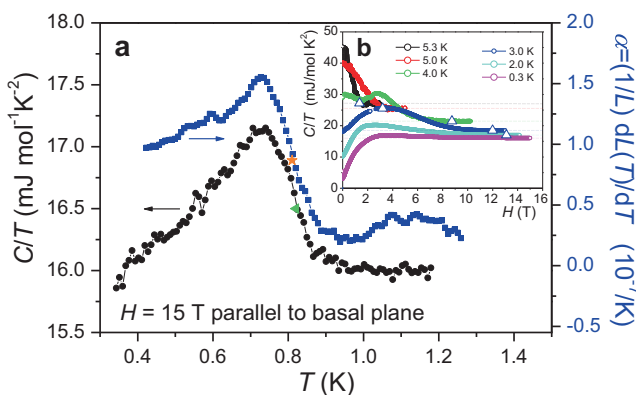 a
C/T (mJ mol⁻¹K⁻²)
18.0
17.5
17.0
16.5
16.0
15.5
0.4
0.6
0.8
1.0
1.2
1.4
T (K)
H = 15 T parallel to basal plane
2.0
1.5
1.0
0.5
0.0
-0.5
α=(1/L) dL(T)/dT (10⁻⁷/K)
b
C/T (mJ/mol K²)
50
40
30
20
10
0
5.3 K
5.0 K
4.0 K
3.0 K
2.0 K
0.3 K
0 2 4 6 8 10 12 14 16
H (T)